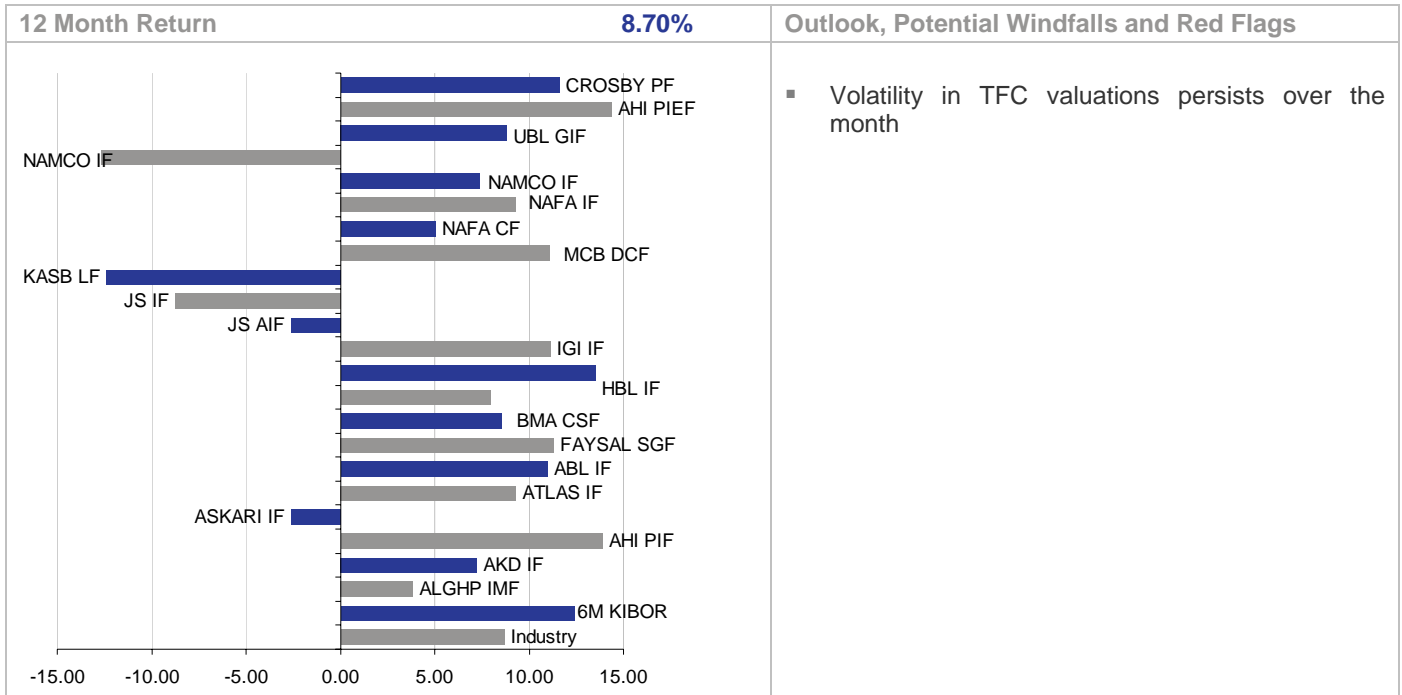 12 Month Return 8.70%
CROSBY PF
AHI PIEF
UBL GIF
NAMCO IF
NAMCO IF
NAFA IF
NAFA CF
MCB DCF
KASB LF
JS IF
JS AIF
IGI IF
HBL IF
BMA CSF
FAYSAL SGF
ABL IF
ATLAS IF
ASKARI IF
AHI PIF
AKD IF
ALGHP IMF
6M KIBOR
Industry
-15.00 -10.00 -5.00 0.00 5.00 10.00 15.00
Outlook, Potential Windfalls and Red Flags
▪ Volatility in TFC valuations persists over the
month